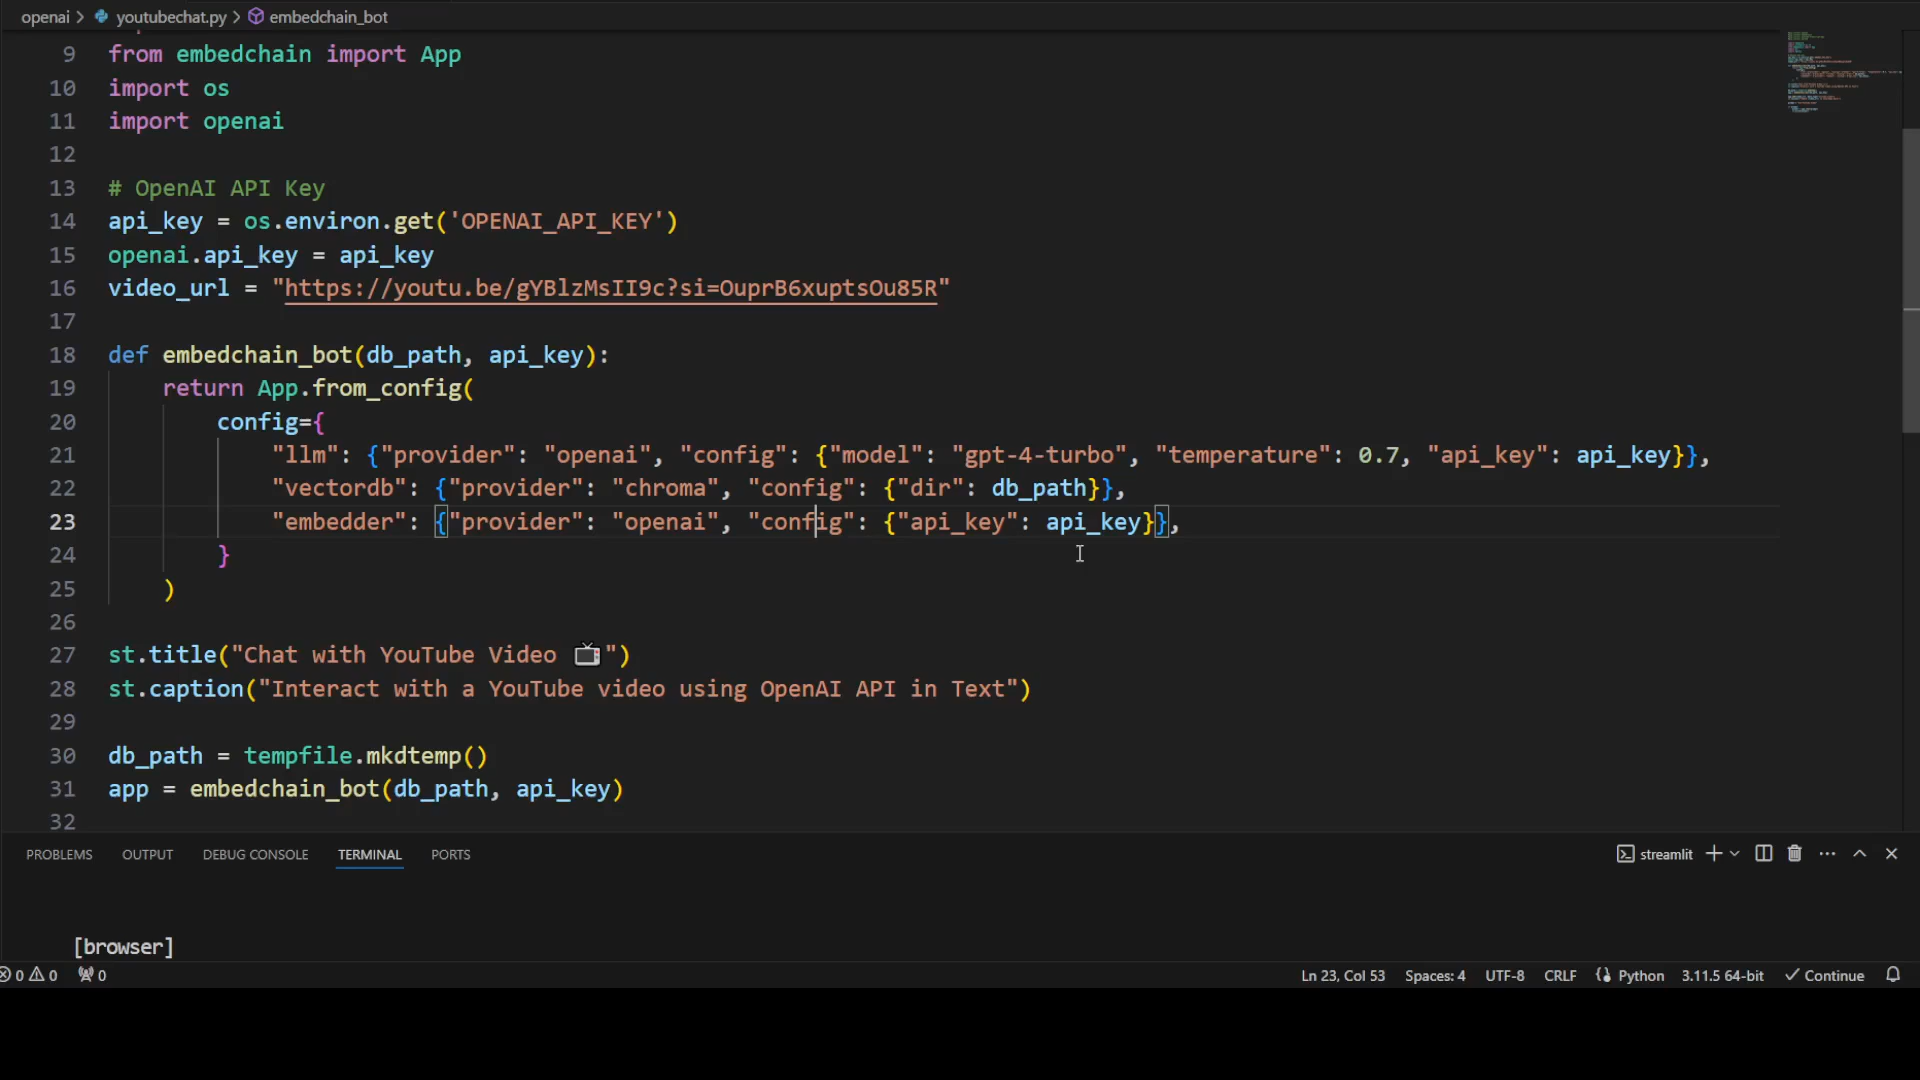 openai > youtubechat.py > embedchain_bot
9 from embedchain import App
10 import os
11 import openai
12
13 # OpenAI API Key
14 api_key = os.environ.get('OPENAI_API_KEY')
15 openai.api_key = api_key
16 video_url = "https://youtu.be/gYBlzMsII9c?si=OuprB6xuptsOu85R"
17
18 def embedchain_bot(db_path, api_key):
19     return App.from_config(
20         config={
21             "llm": {"provider": "openai", "config": {"model": "gpt-4-turbo", "temperature": 0.7, "api_key": api_key}},
22             "vectordb": {"provider": "chroma", "config": {"dir": db_path}},
23             "embedder": {"provider": "openai", "config": {"api_key": api_key}},
24         }
25     )
26
27 st.title("Chat with YouTube Video 📺")
28 st.caption("Interact with a YouTube video using OpenAI API in Text")
29
30 db_path = tempfile.mkdtemp()
31 app = embedchain_bot(db_path, api_key)
32
PROBLEMS OUTPUT DEBUG CONSOLE TERMINAL PORTS streamlit
[browser]
0 0 0 Ln 23, Col 53 Spaces: 4 UTF-8 CRLF Python 3.11.5 64-bit Continue